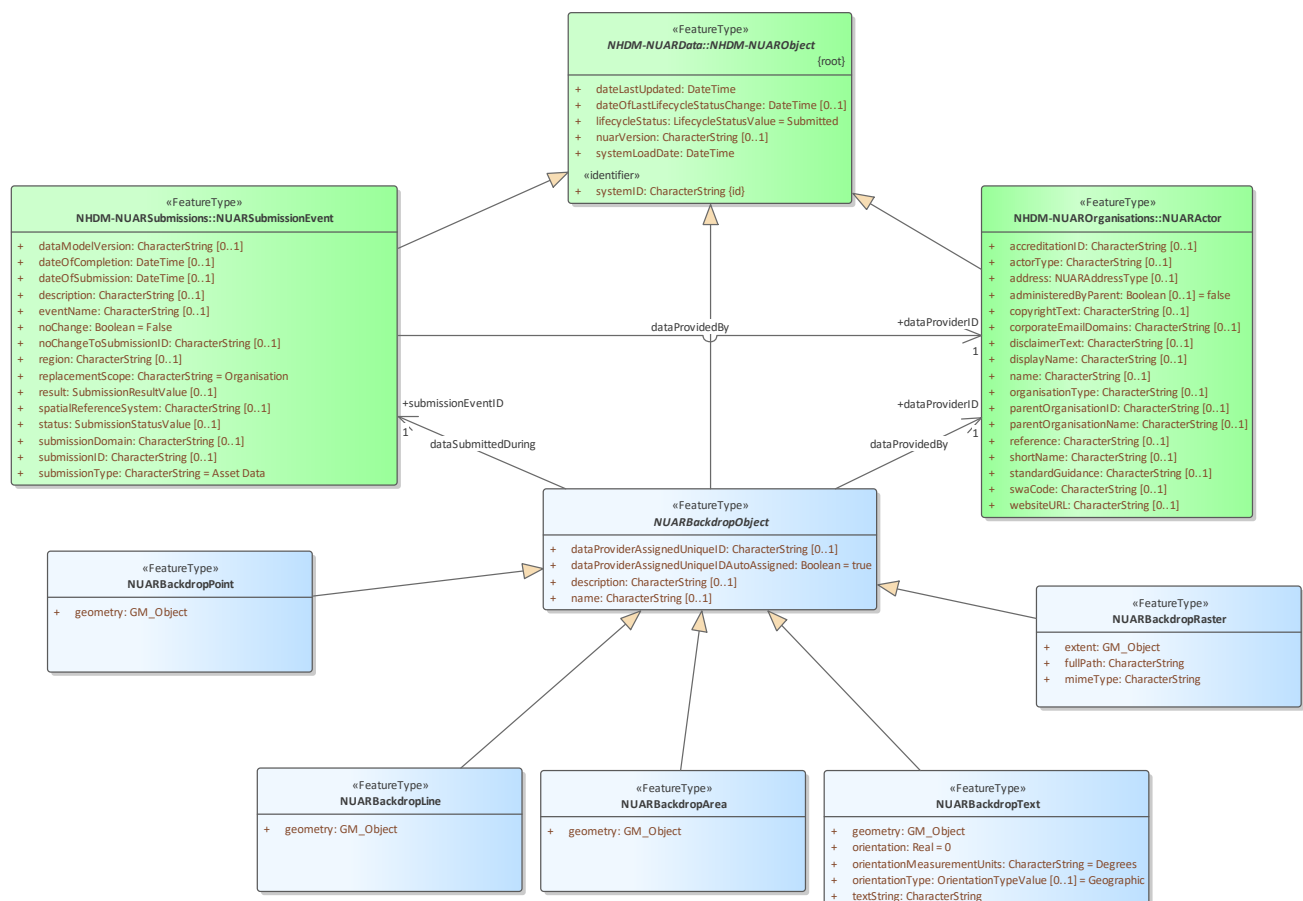 «FeatureType»
NHDM-NUARData::NHDM-NUARObject
{root}
+ dateLastUpdated: DateTime
+ dateOfLastLifecycleStatusChange: DateTime [0..1]
+ lifecycleStatus: LifecycleStatusValue = Submitted
+ nuarVersion: CharacterString [0..1]
+ systemLoadDate: DateTime
«identifier»
+ systemID: CharacterString {id}
«FeatureType»
NHDM-NUARSubmissions::NUARSubmissionEvent
+ dataModelVersion: CharacterString [0..1]
+ dateOfCompletion: DateTime [0..1]
+ dateOfSubmission: DateTime [0..1]
+ description: CharacterString [0..1]
+ eventName: CharacterString [0..1]
+ noChange: Boolean = False
+ noChangeToSubmissionID: CharacterString [0..1]
+ region: CharacterString [0..1]
+ replacementScope: CharacterString = Organisation
+ result: SubmissionResultValue [0..1]
+ spatialReferenceSystem: CharacterString [0..1]
+ status: SubmissionStatusValue [0..1]
+ submissionDomain: CharacterString [0..1]
+ submissionID: CharacterString [0..1]
+ submissionType: CharacterString = Asset Data
«FeatureType»
NHDM-NUAROrganisations::NUARActor
+ accreditationID: CharacterString [0..1]
+ actorType: CharacterString [0..1]
+ address: NUARAddressType [0..1]
+ administeredByParent: Boolean [0..1] = false
+ copyrightText: CharacterString [0..1]
+ corporateEmailDomains: CharacterString [0..1]
+ disclaimerText: CharacterString [0..1]
+ displayName: CharacterString [0..1]
+ name: CharacterString [0..1]
+ organisationType: CharacterString [0..1]
+ parentOrganisationID: CharacterString [0..1]
+ parentOrganisationName: CharacterString [0..1]
+ reference: CharacterString [0..1]
+ shortName: CharacterString [0..1]
+ standardGuidance: CharacterString [0..1]
+ swaCode: CharacterString [0..1]
+ websiteURL: CharacterString [0..1]
dataProvidedBy
+dataProviderID
1
+submissionEventID
1
dataSubmittedDuring
+dataProviderID
1
dataProvidedBy
«FeatureType»
NUARBackdropObject
+ dataProviderAssignedUniqueID: CharacterString [0..1]
+ dataProviderAssignedUniqueIDAutoAssigned: Boolean = true
+ description: CharacterString [0..1]
+ name: CharacterString [0..1]
«FeatureType»
NUARBackdropPoint
+ geometry: GM_Object
«FeatureType»
NUARBackdropRaster
+ extent: GM_Object
+ fullPath: CharacterString
+ mimeType: CharacterString
«FeatureType»
NUARBackdropLine
+ geometry: GM_Object
«FeatureType»
NUARBackdropArea
+ geometry: GM_Object
«FeatureType»
NUARBackdropText
+ geometry: GM_Object
+ orientation: Real = 0
+ orientationMeasurementUnits: CharacterString = Degrees
+ orientationType: OrientationTypeValue [0..1] = Geographic
+ textString: CharacterString